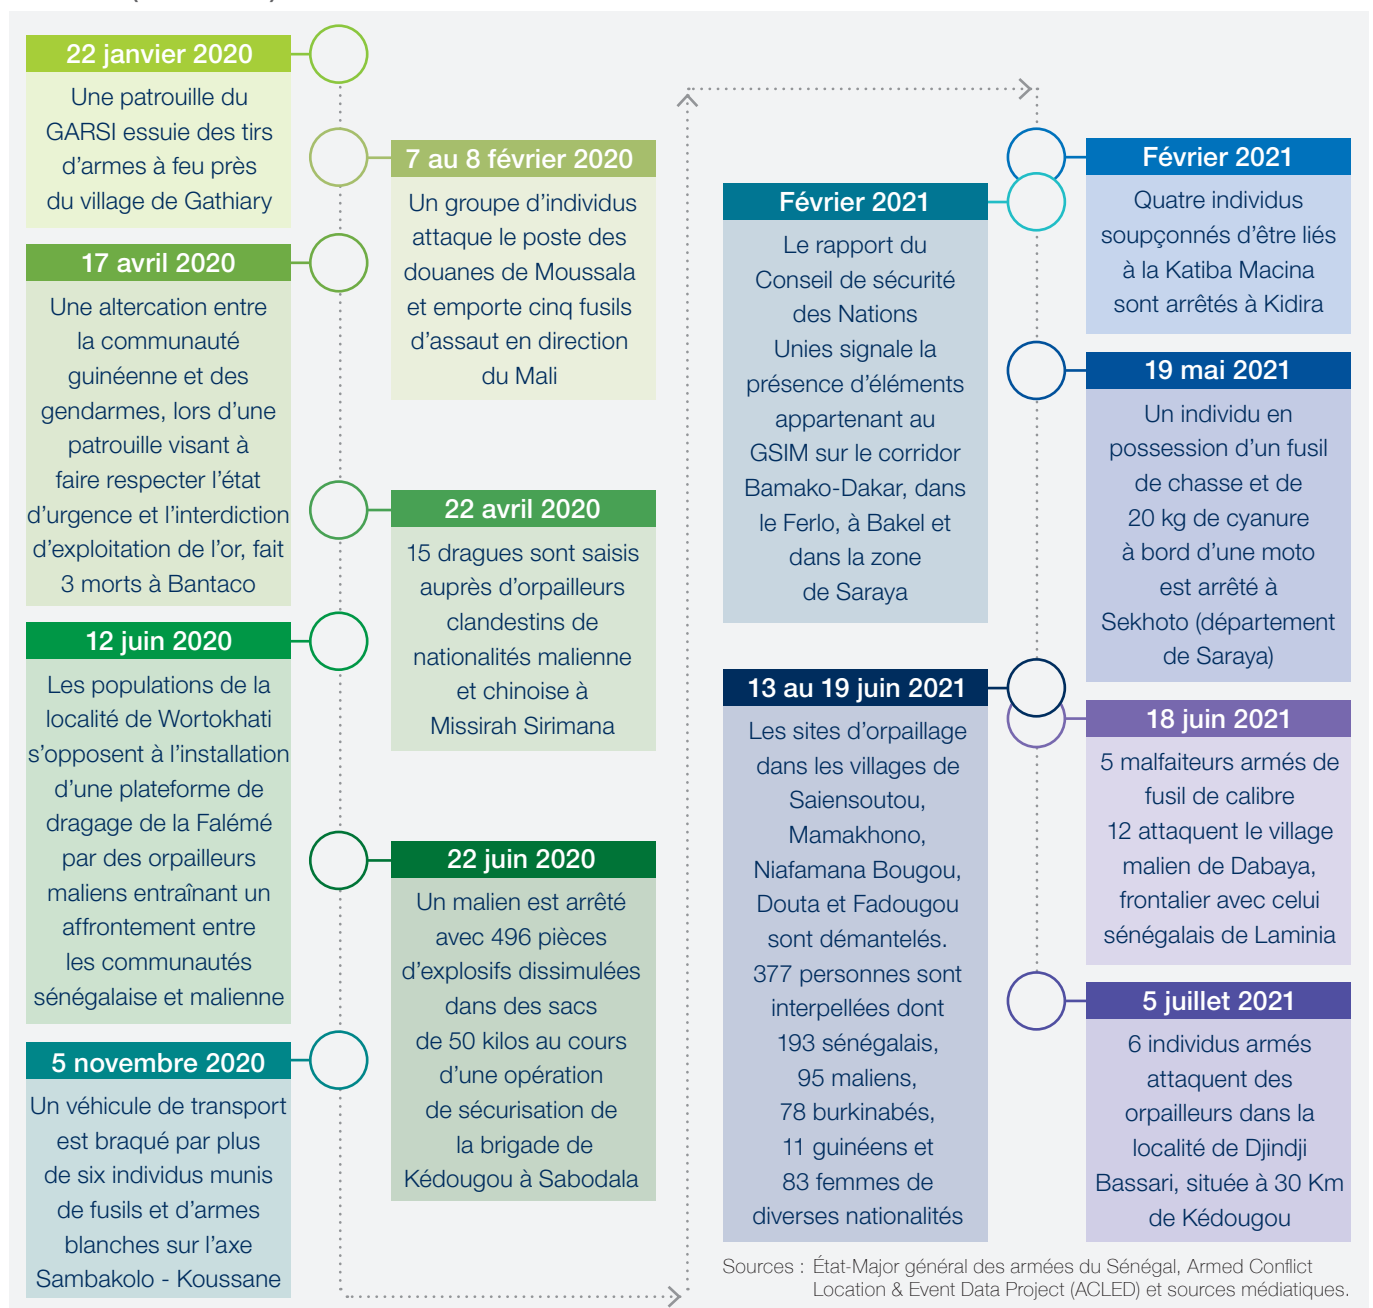 22 janvier 2020
Une patrouille du
GARSI essuie des tirs
d’armes à feu près
du village de Gathiary
7 au 8 février 2020
Un groupe d’individus
attaque le poste des
douanes de Moussala
et emporte cinq fusils
d’assaut en direction
du Mali
17 avril 2020
Une altercation entre
la communauté
guinéenne et des
gendarmes, lors d’une
patrouille visant à
faire respecter l’état
d’urgence et l’interdiction
d’exploitation de l’or, fait
3 morts à Bantaco
22 avril 2020
15 dragues sont saisis
auprès d’orpailleurs
clandestins de
nationalités malienne
et chinoise à
Missirah Sirimana
12 juin 2020
Les populations de la
localité de Wortokhati
s’opposent à l’installation
d’une plateforme de
dragage de la Falémé
par des orpailleurs
maliens entraînant un
affrontement entre
les communautés
sénégalaise et malienne
22 juin 2020
Un malien est arrêté
avec 496 pièces
d’explosifs dissimulées
dans des sacs
de 50 kilos au cours
d’une opération
de sécurisation de
la brigade de
Kédougou à Sabodala
5 novembre 2020
Un véhicule de transport
est braqué par plus
de six individus munis
de fusils et d’armes
blanches sur l’axe
Sambakolo - Koussane
Février 2021
Quatre individus
soupçonnés d’être liés
à la Katiba Macina
sont arrêtés à Kidira
Février 2021
Le rapport du
Conseil de sécurité
des Nations
Unies signale la
présence d’éléments
appartenant au
GSIM sur le corridor
Bamako-Dakar, dans
le Ferlo, à Bakel et
dans la zone
de Saraya
19 mai 2021
Un individu en
possession d’un fusil
de chasse et de
20 kg de cyanure
à bord d’une moto
est arrêté à
Sekhoto (département
de Saraya)
13 au 19 juin 2021
Les sites d’orpaillage
dans les villages de
Saiensoutou,
Mamakhono,
Niafamana Bougou,
Douta et Fadougou
sont démantelés.
377 personnes sont
interpellées dont
193 sénégalais,
95 maliens,
78 burkinabés,
11 guinéens et
83 femmes de
diverses nationalités
18 juin 2021
5 malfaiteurs armés de
fusil de calibre
12 attaquent le village
malien de Dabaya,
frontalier avec celui
sénégalais de Laminia
5 juillet 2021
6 individus armés
attaquent des
orpailleurs dans la
localité de Djindji
Bassari, située à 30 Km
de Kédougou
Sources : État-Major général des armées du Sénégal, Armed Conflict
Location & Event Data Project (ACLED) et sources médiatiques.